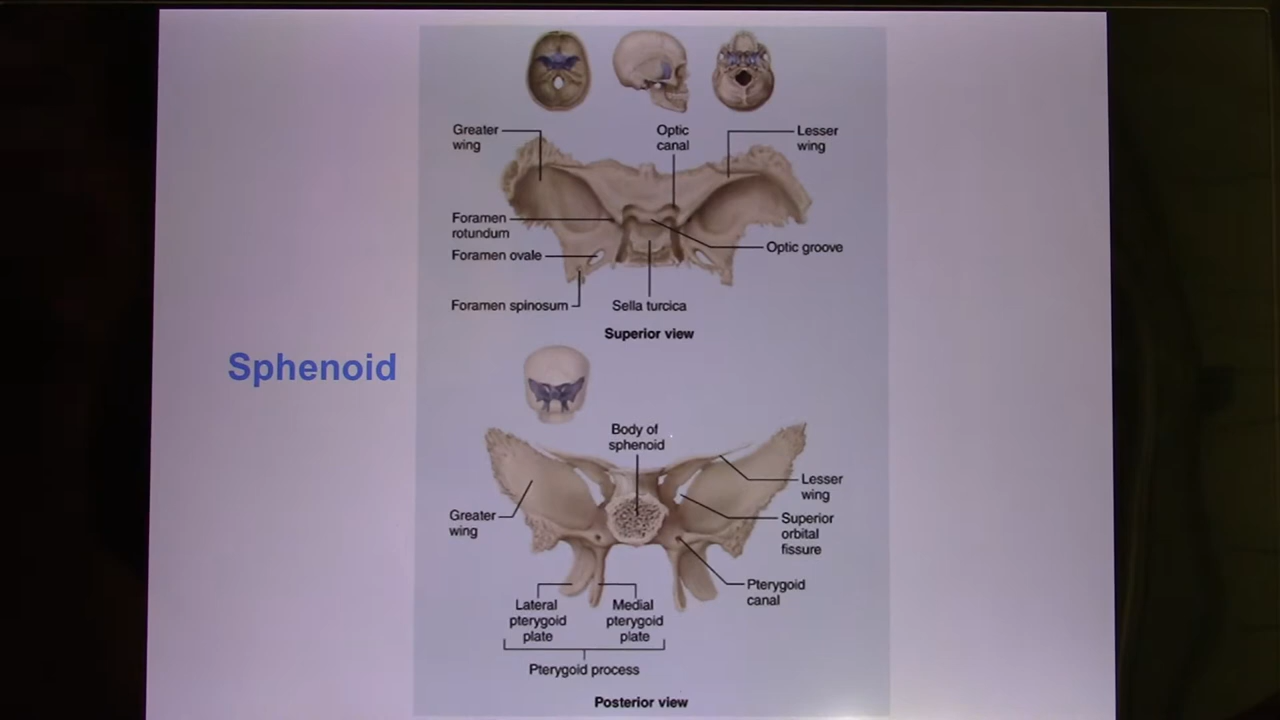 Greater
wing
Optic
canal
Lesser
wing
Foramen
rotundum
Optic groove
Foramen ovale
Foramen spinosum
Sella turcica
Superior view
Sphenoid
Body of
sphenoid
Lesser
wing
Greater
wing
Superior
orbital
fissure
Pterygoid
canal
Lateral
pterygoid
plate
Medial
pterygoid
plate
Pterygoid process
Posterior view